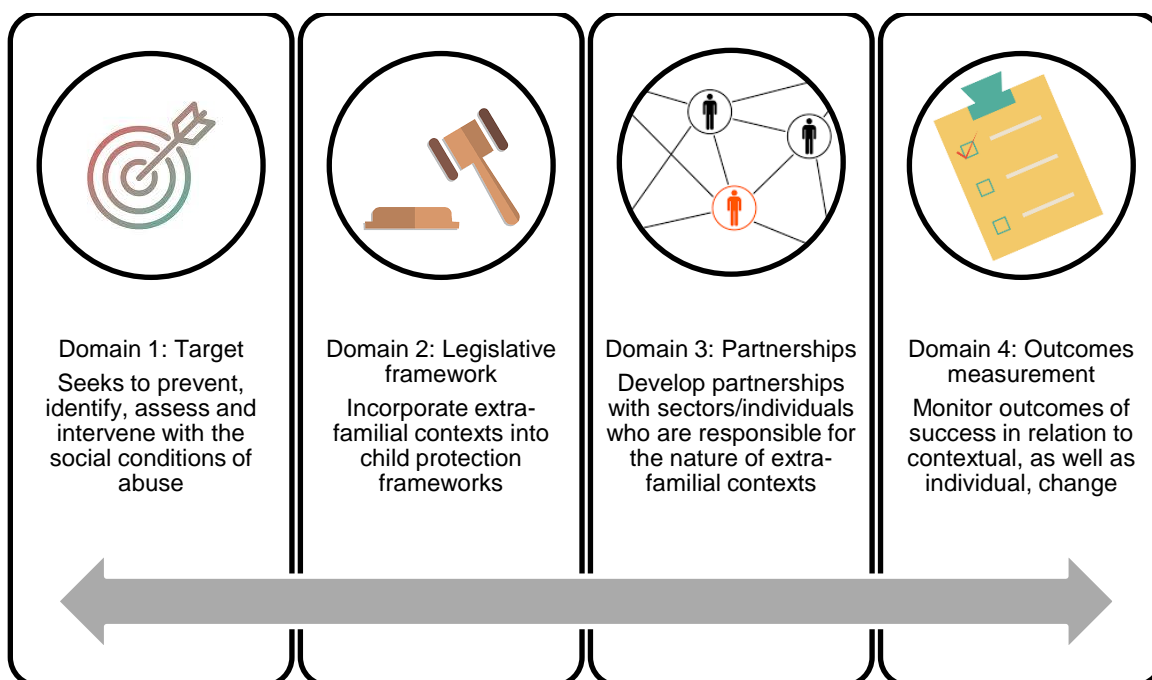 Domain 1: Target
Seeks to prevent,
identify, assess and
intervene with the
social conditions of
abuse
Domain 2: Legislative
framework
Incorporate extra-
familial contexts into
child protection
frameworks
Domain 3: Partnerships
Develop partnerships
with sectors/individuals
who are responsible for
the nature of extra-
familial contexts
Domain 4: Outcomes
measurement
Monitor outcomes of
success in relation to
contextual, as well as
individual, change